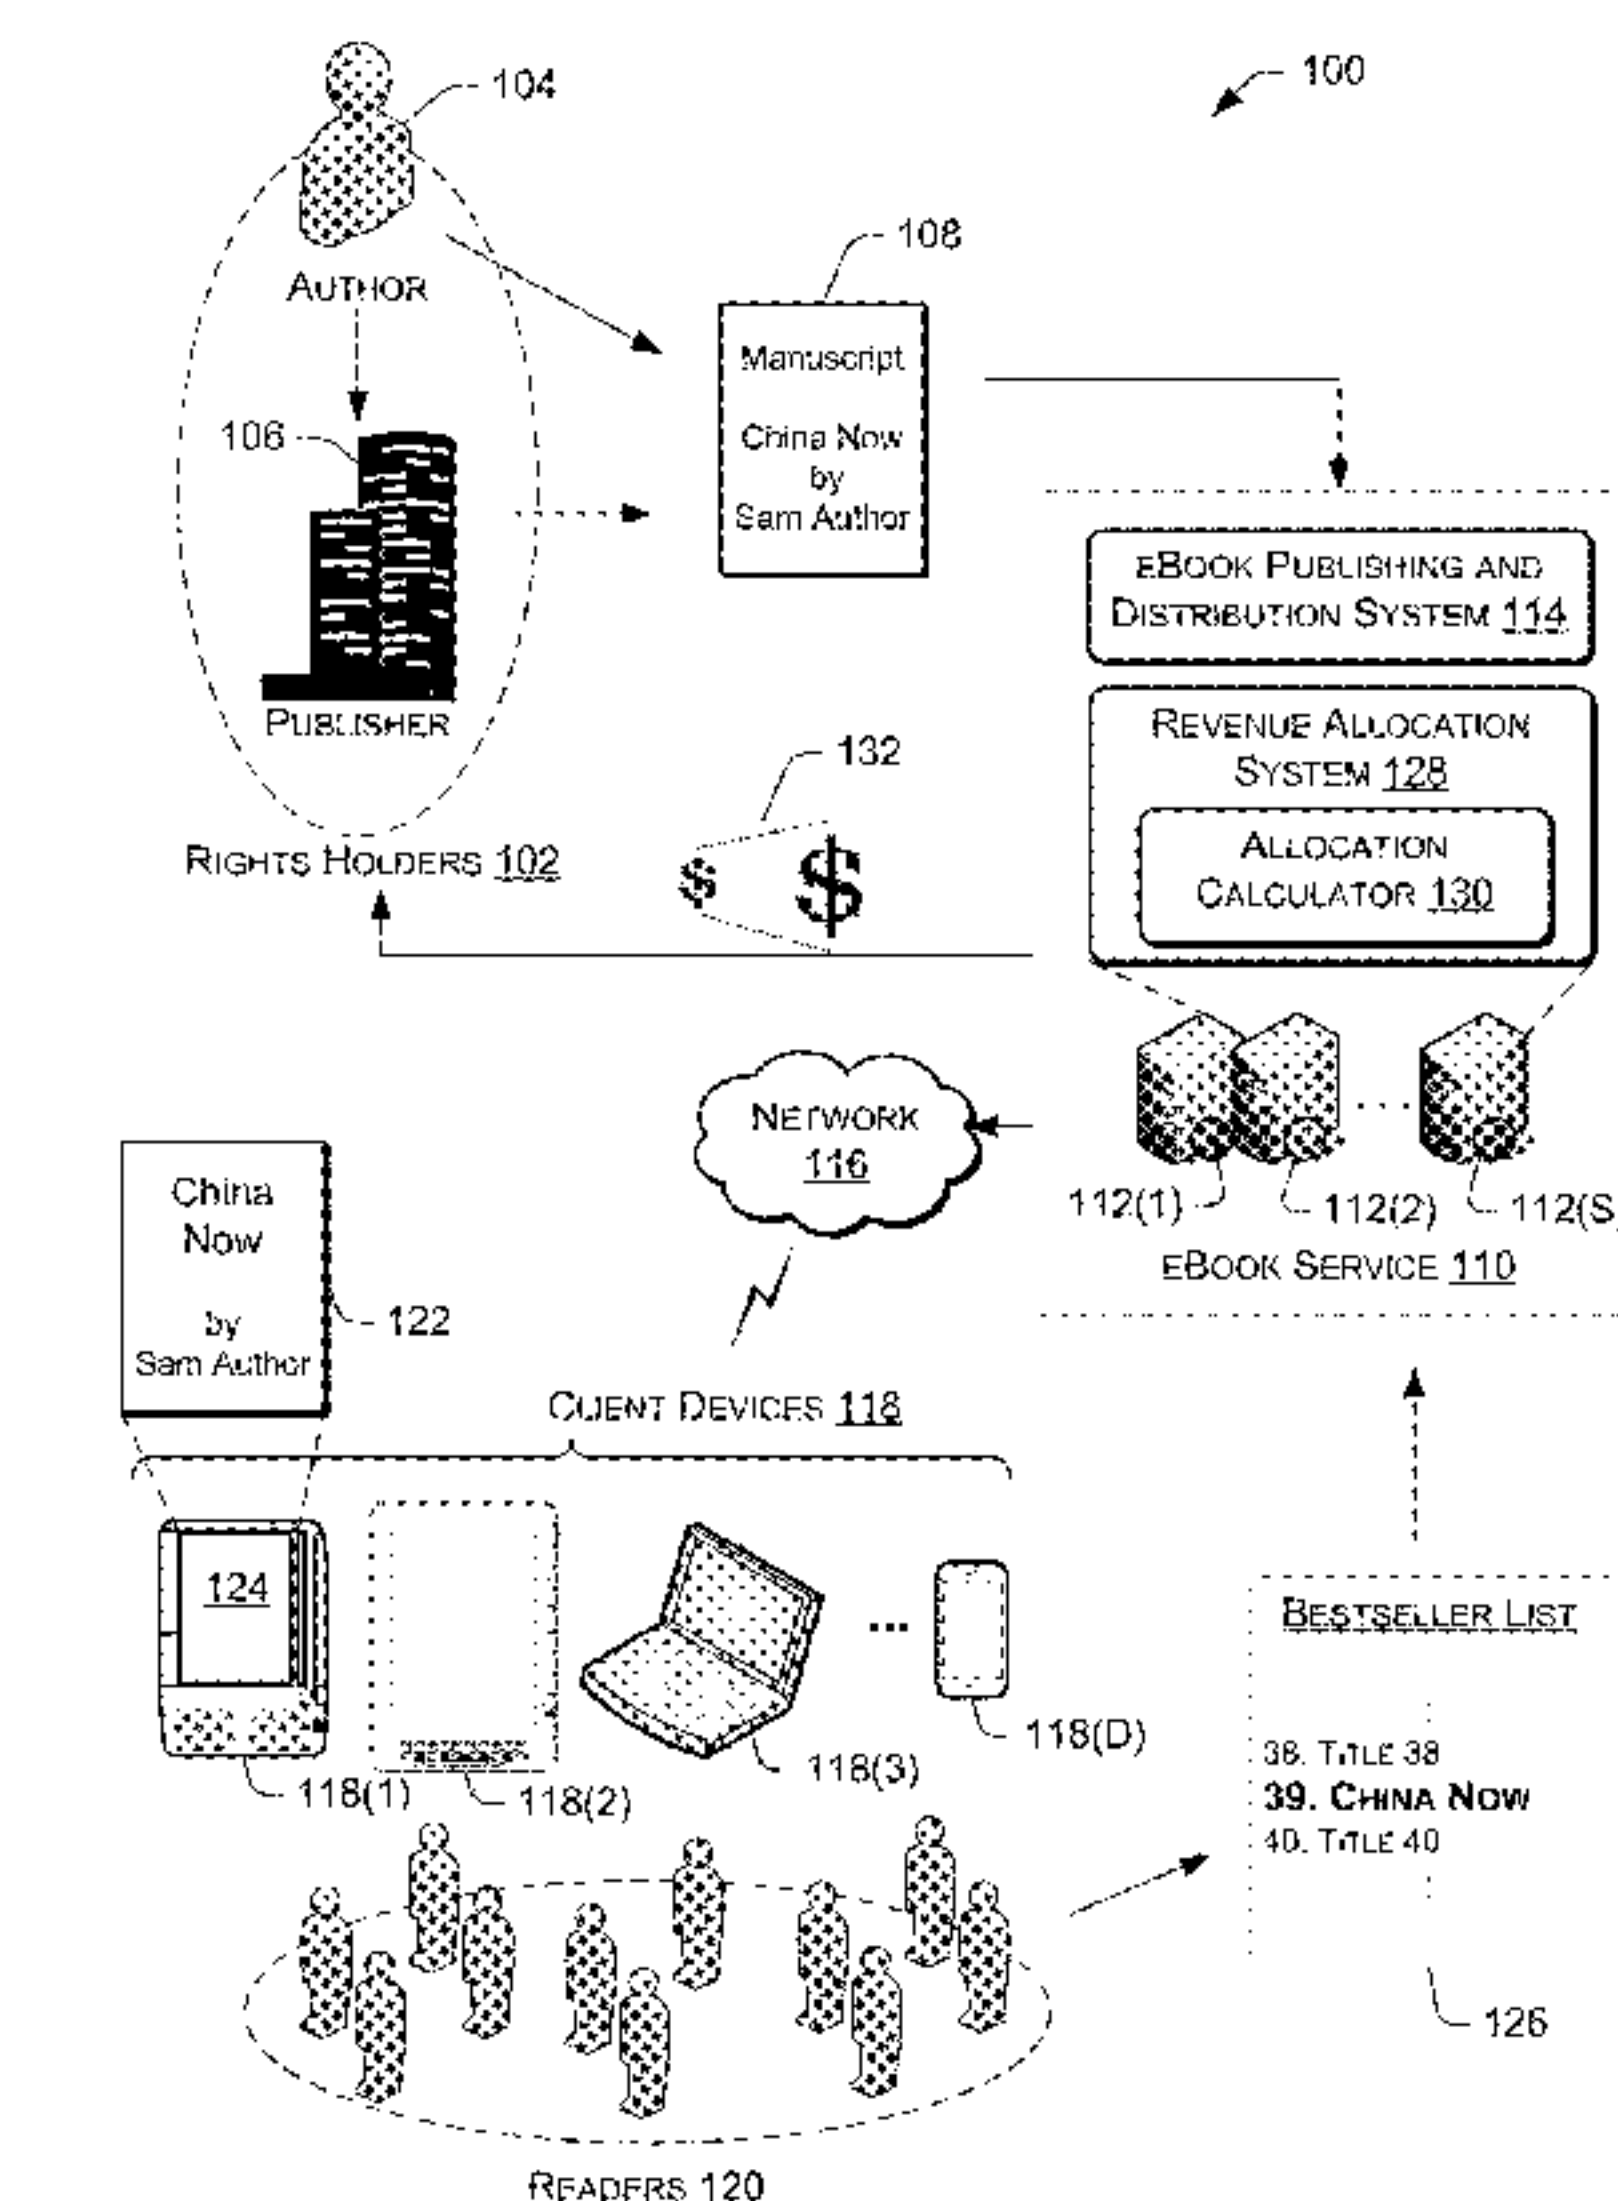 104
100
108
AUTHOR
Manuscript
China Now
by
Sam Author
106
EBOOK PUBLISHING AND
DISTRIBUTION SYSTEM 114
PUBLISHER
REVENUE ALLOCATION
SYSTEM 128
132
ALLOCATION
CALCULATOR 130
RIGHTS HOLDERS 102
$ $
NETWORK
116
112(1)
112(2)
112(S
EBOOK SERVICE 110
China
Now
by
Sam Author
122
CLIENT DEVICES 118
124
118(1)
118(2)
118(3)
...
118(D)
BESTSELLER LIST
38. TITLE 38
39. CHINA NOW
40. TITLE 40
126
READERS 120